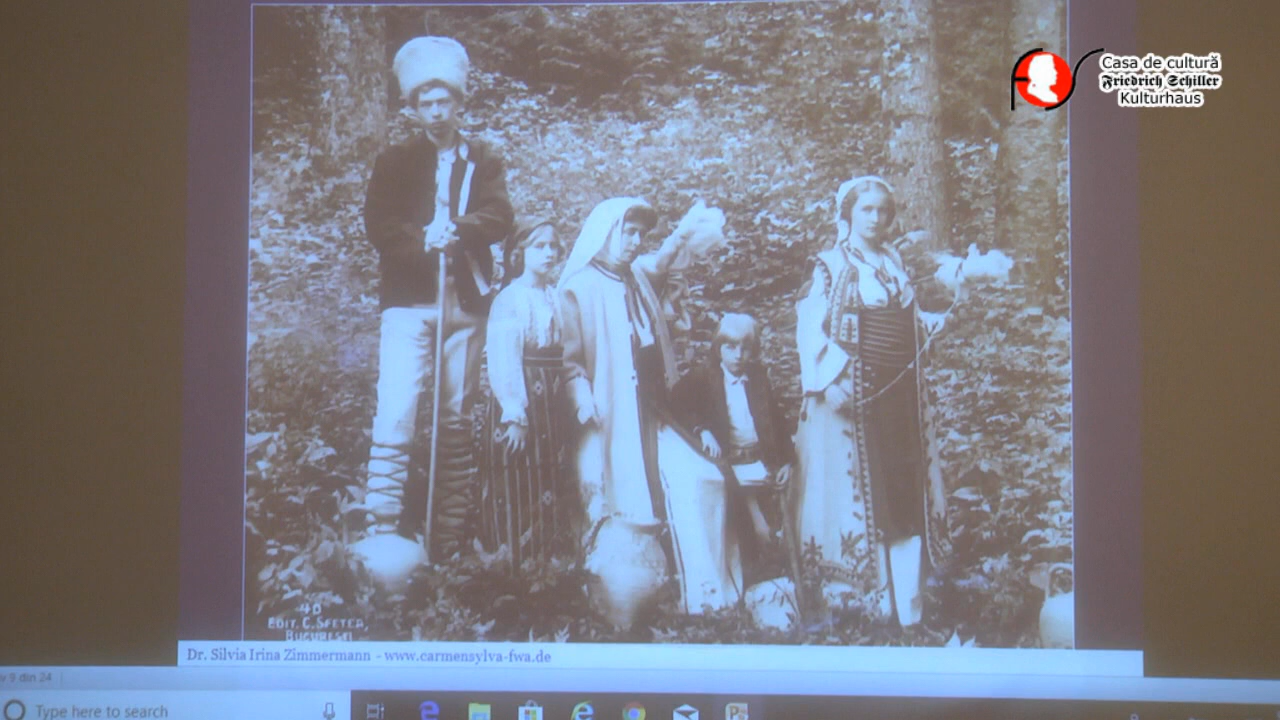 Casa de cultură
Friedrich Schiller
Kulturhaus
EDIT. C. SFETEA,
BUCUREȘTI
Dr. Silvia Irina Zimmermann - www.carmensylva-fwa.de
9 din 24
Type here to search